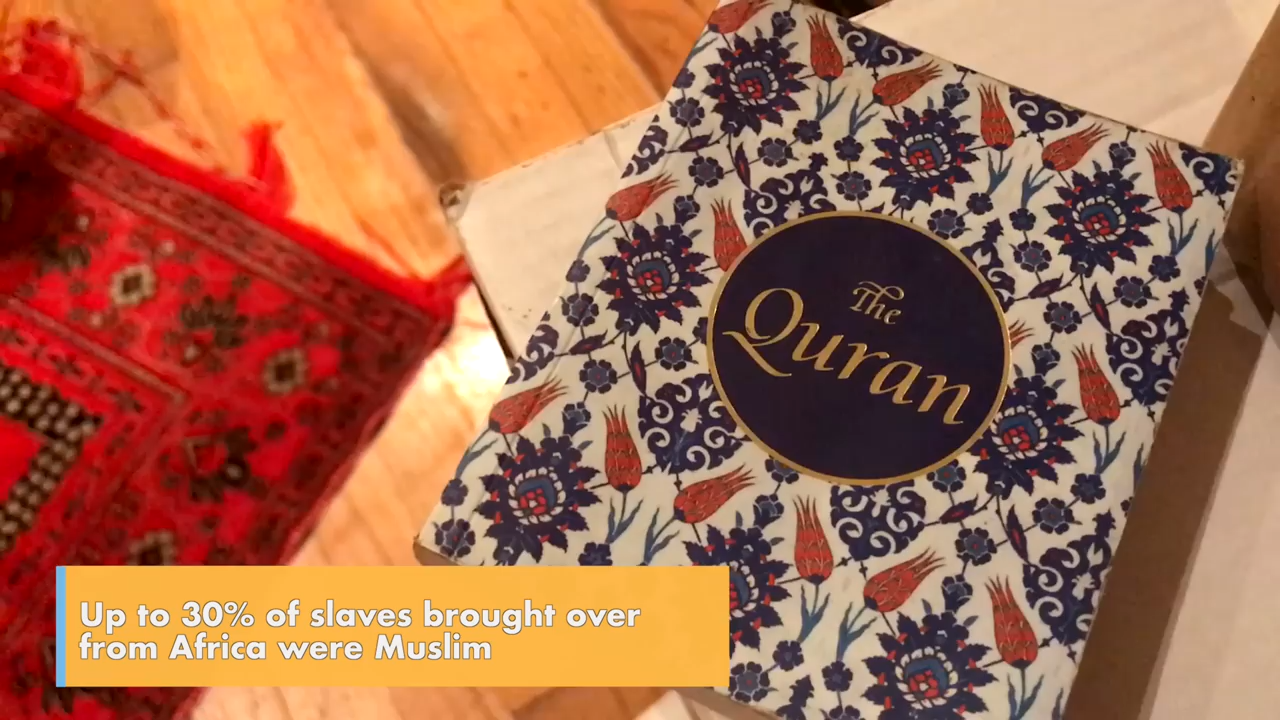 The
Quran
Up to 30% of slaves brought over
from Africa were Muslim